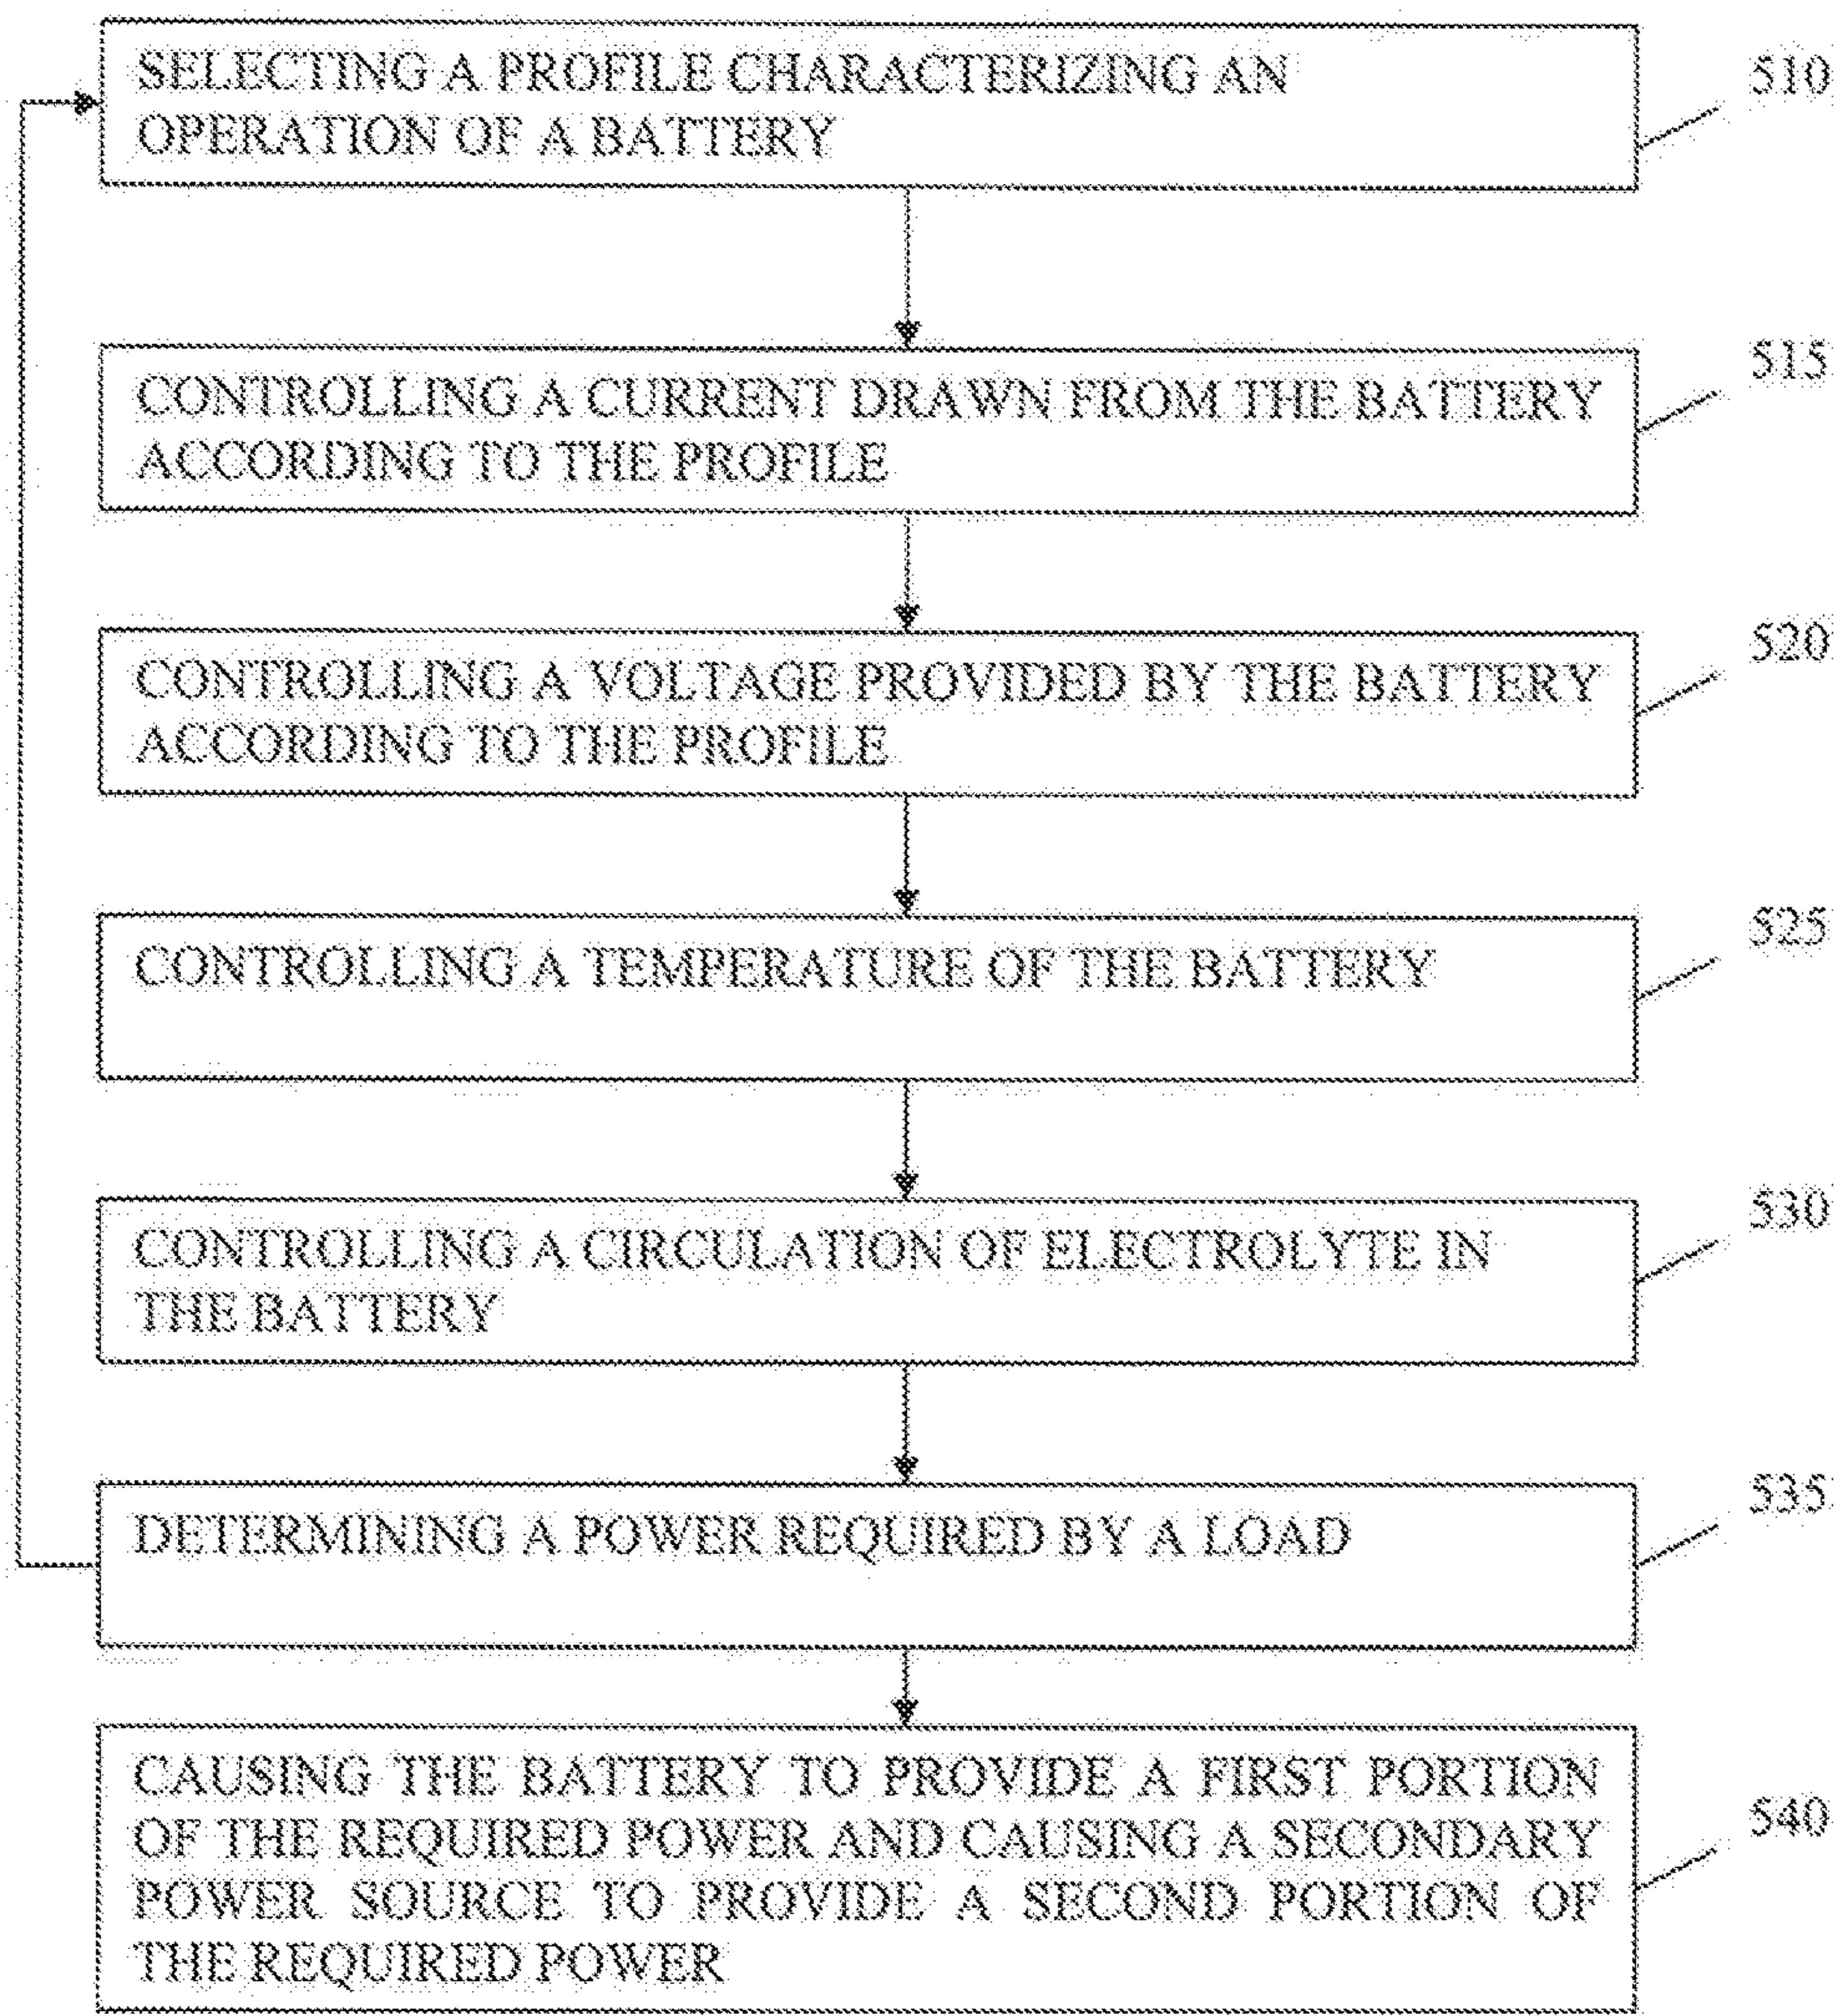 SELECTING A PROFILE CHARACTERIZING AN
OPERATION OF A BATTERY
510
CONTROLLING A CURRENT DRAWN FROM THE BATTERY
ACCORDING TO THE PROFILE
515
CONTROLLING A VOLTAGE PROVIDED BY THE BATTERY
ACCORDING TO THE PROFILE
520
CONTROLLING A TEMPERATURE OF THE BATTERY
525
CONTROLLING A CIRCULATION OF ELECTROLYTE IN
THE BATTERY
530
DETERMINING A POWER REQUIRED BY A LOAD
535
CAUSING THE BATTERY TO PROVIDE A FIRST PORTION
OF THE REQUIRED POWER AND CAUSING A SECONDARY
POWER SOURCE TO PROVIDE A SECOND PORTION OF
THE REQUIRED POWER
540